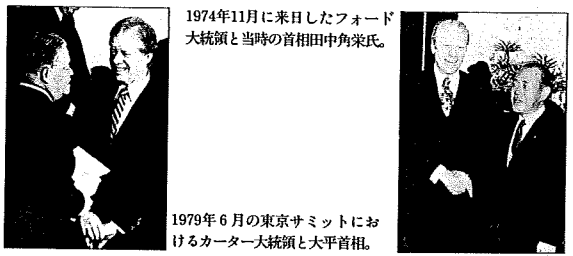 1974年11月に来日したフォード
大統領と当時の首相田中角栄氏。
1979年6月の東京サミットにお
けるカーター大統領と大平首相。